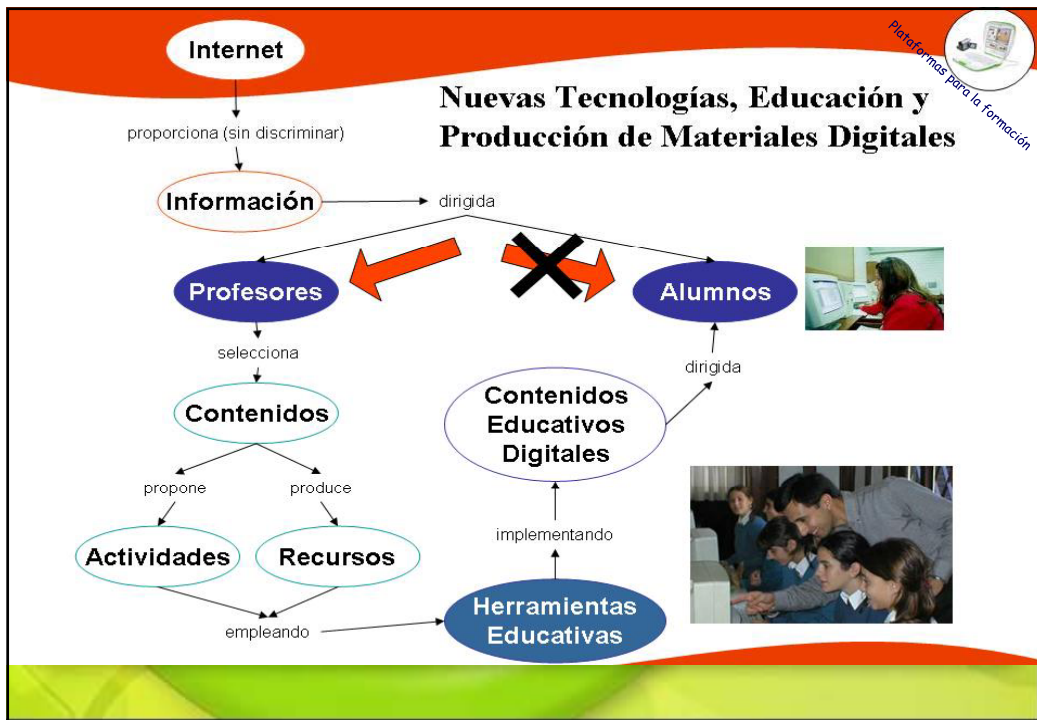 Internet
Plataformas para la formación
Nuevas Tecnologías, Educación y
Producción de Materiales Digitales
proporciona (sin discriminar)
Información
dirigida
Profesores
Alumnos
selecciona
dirigida
Contenidos
Contenidos
Educativos
Digitales
propone
produce
Actividades
Recursos
implementando
empleando
Herramientas
Educativas